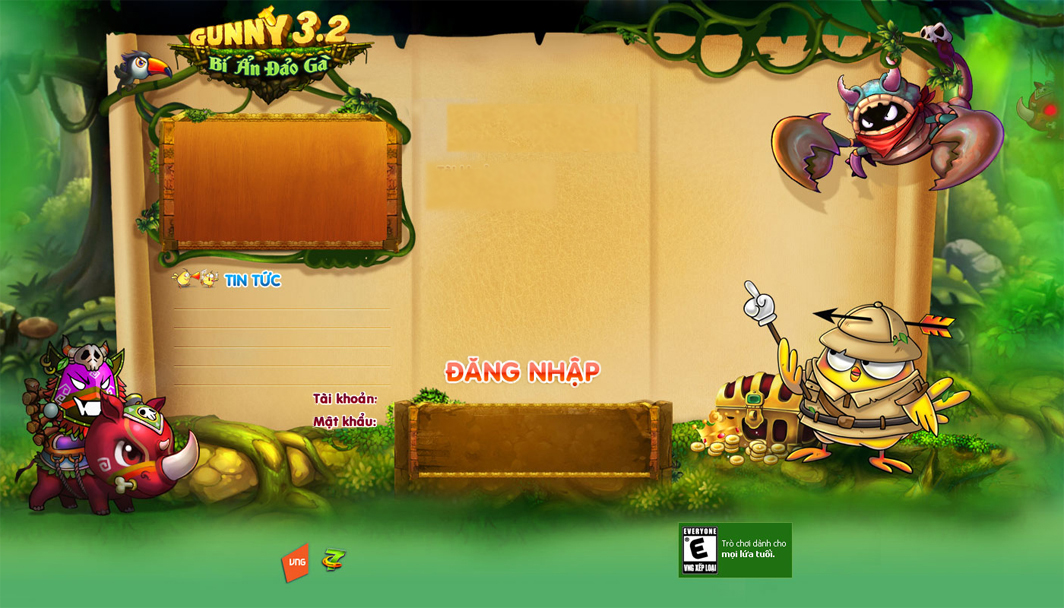 GUNNY 3.2
Bí Ẩn Đảo Gà
TIN TỨC
ĐĂNG NHẬP
Tài khoản:
Mật khẩu:
VNG
EVERYONE
E
VNG XẾP LOẠI
Trò chơi dành cho
mọi lứa tuổi.